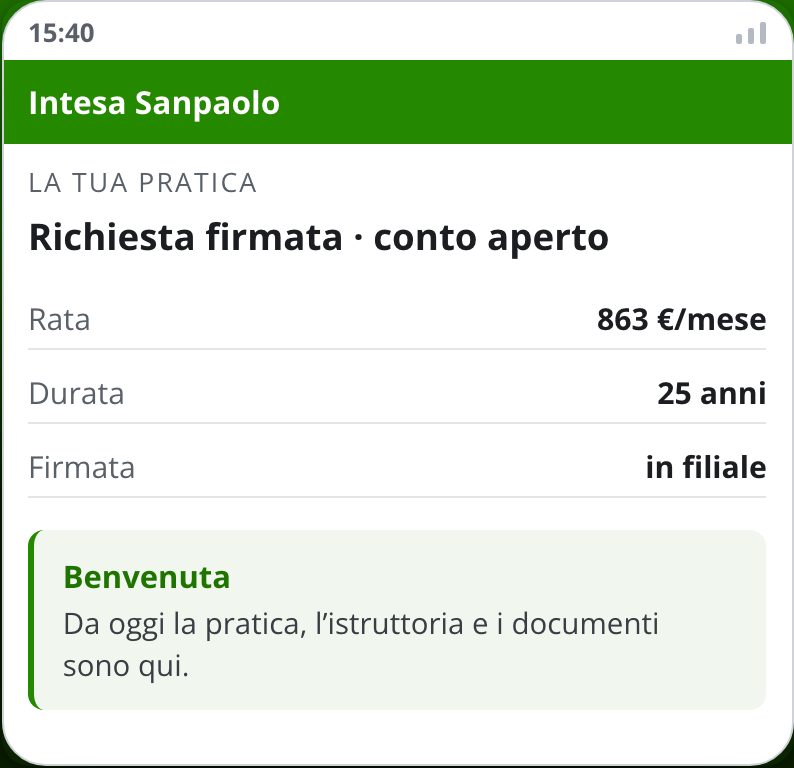 15:40
Intesa Sanpaolo
LA TUA PRATICA
Richiesta firmata · conto aperto
Rata 863 €/mese
Durata 25 anni
Firmata in filiale
Benvenuta
Da oggi la pratica, l’istruttoria e i documenti
sono qui.